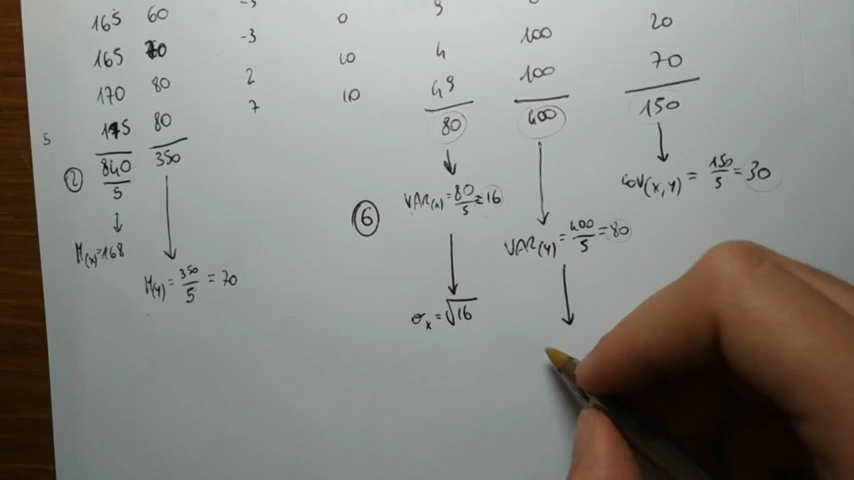 165 60 -3 0 9 0
165 70 -3 10 4 100 20
170 80 2 10 49 100 70
5 175 80 7 80 400 150
② 840/5 350
M(x)=168
M(y) = 350/5 = 70
⑥ VAR(x) = 80/5 = 16
VAR(y) = 400/5 = 80
COV(x,y) = 150/5 = 30
σx = √16